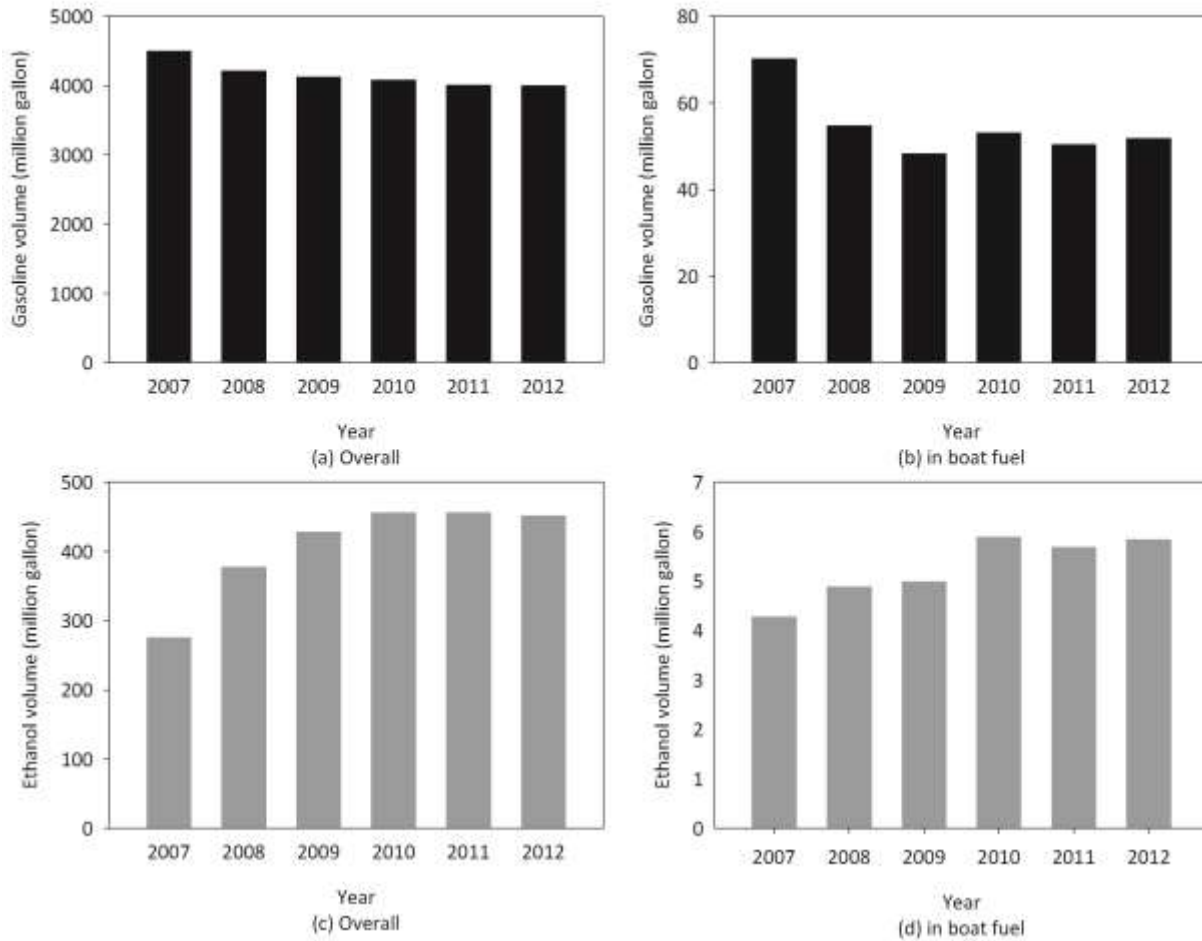 Gasoline volume (million gallon)
5000
4000
3000
2000
1000
0
2007 2008 2009 2010 2011 2012
Year
(a) Overall
Gasoline volume (million gallon)
80
60
40
20
0
2007 2008 2009 2010 2011 2012
Year
(b) in boat fuel
Ethanol volume (million gallon)
500
400
300
200
100
0
2007 2008 2009 2010 2011 2012
Year
(c) Overall
Ethanol volume (million gallon)
7
6
5
4
3
2
1
0
2007 2008 2009 2010 2011 2012
Year
(d) in boat fuel